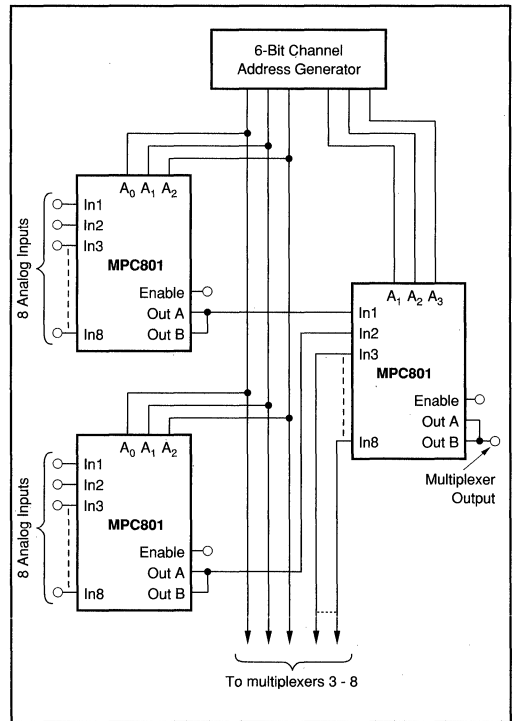 6-Bit Channel
Address Generator
A0 A1 A2
8 Analog Inputs
In1
In2
In3
MPC801
Enable
Out A
In8
Out B
A1 A2 A3
In1
In2
In3
MPC801
Enable
Out A
In8
Out B
Multiplexer
Output
A0 A1 A2
8 Analog Inputs
In1
In2
In3
MPC801
Enable
Out A
In8
Out B
To multiplexers 3 - 8